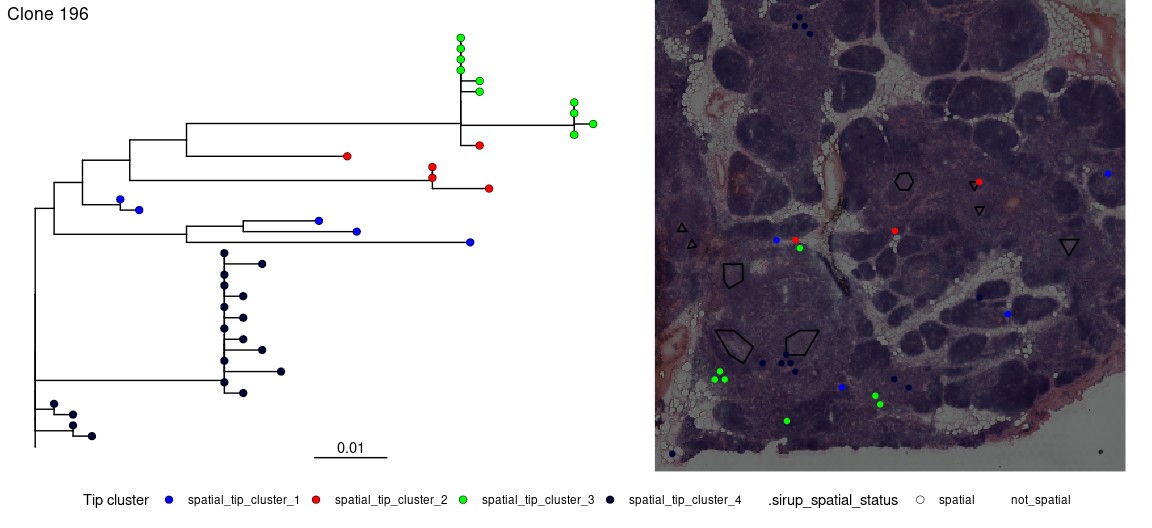 Clone 196
0.01
Tip cluster spatial_tip_cluster_1 spatial_tip_cluster_2 spatial_tip_cluster_3 spatial_tip_cluster_4 .sirup_spatial_status spatial not_spatial